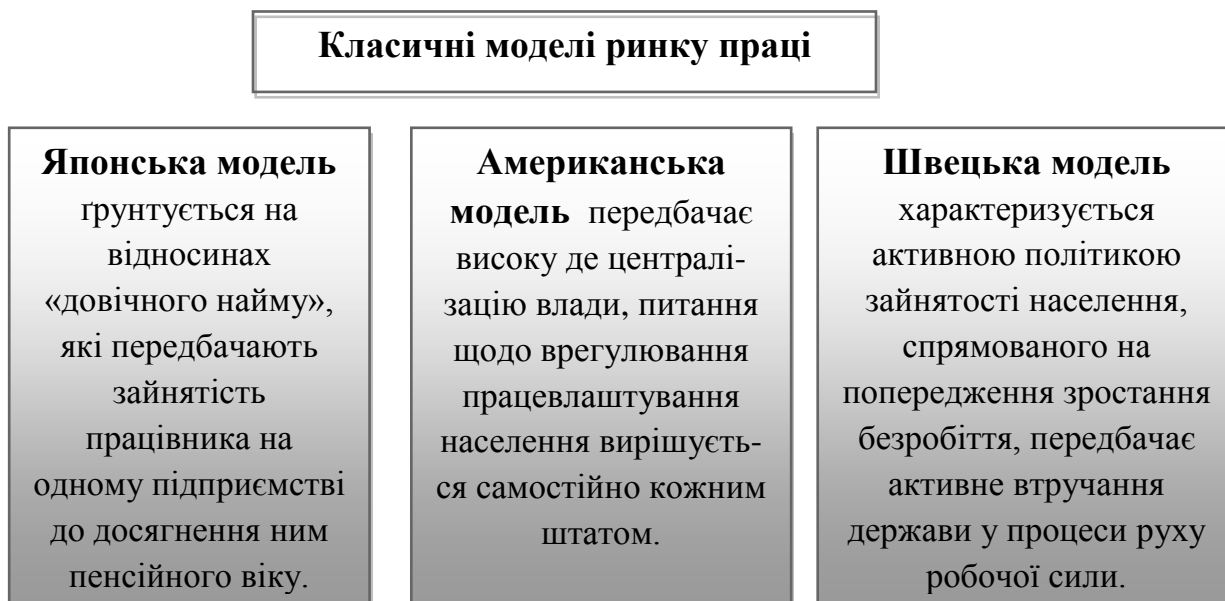 Класичні моделі ринку праці
Японська модель
ґрунтується на
відносинах
«довічного найму»,
які передбачають
зайнятість
працівника на
одному підприємстві
до досягнення ним
пенсійного віку.
Американська
модель передбачає
високу де централі-
зацію влади, питання
щодо врегулювання
працевлаштування
населення вирішуєть-
ся самостійно кожним
штатом.
Швецька модель
характеризується
активною політикою
зайнятості населення,
спрямованого на
попередження зростання
безробіття, передбачає
активне втручання
держави у процеси руху
робочої сили.